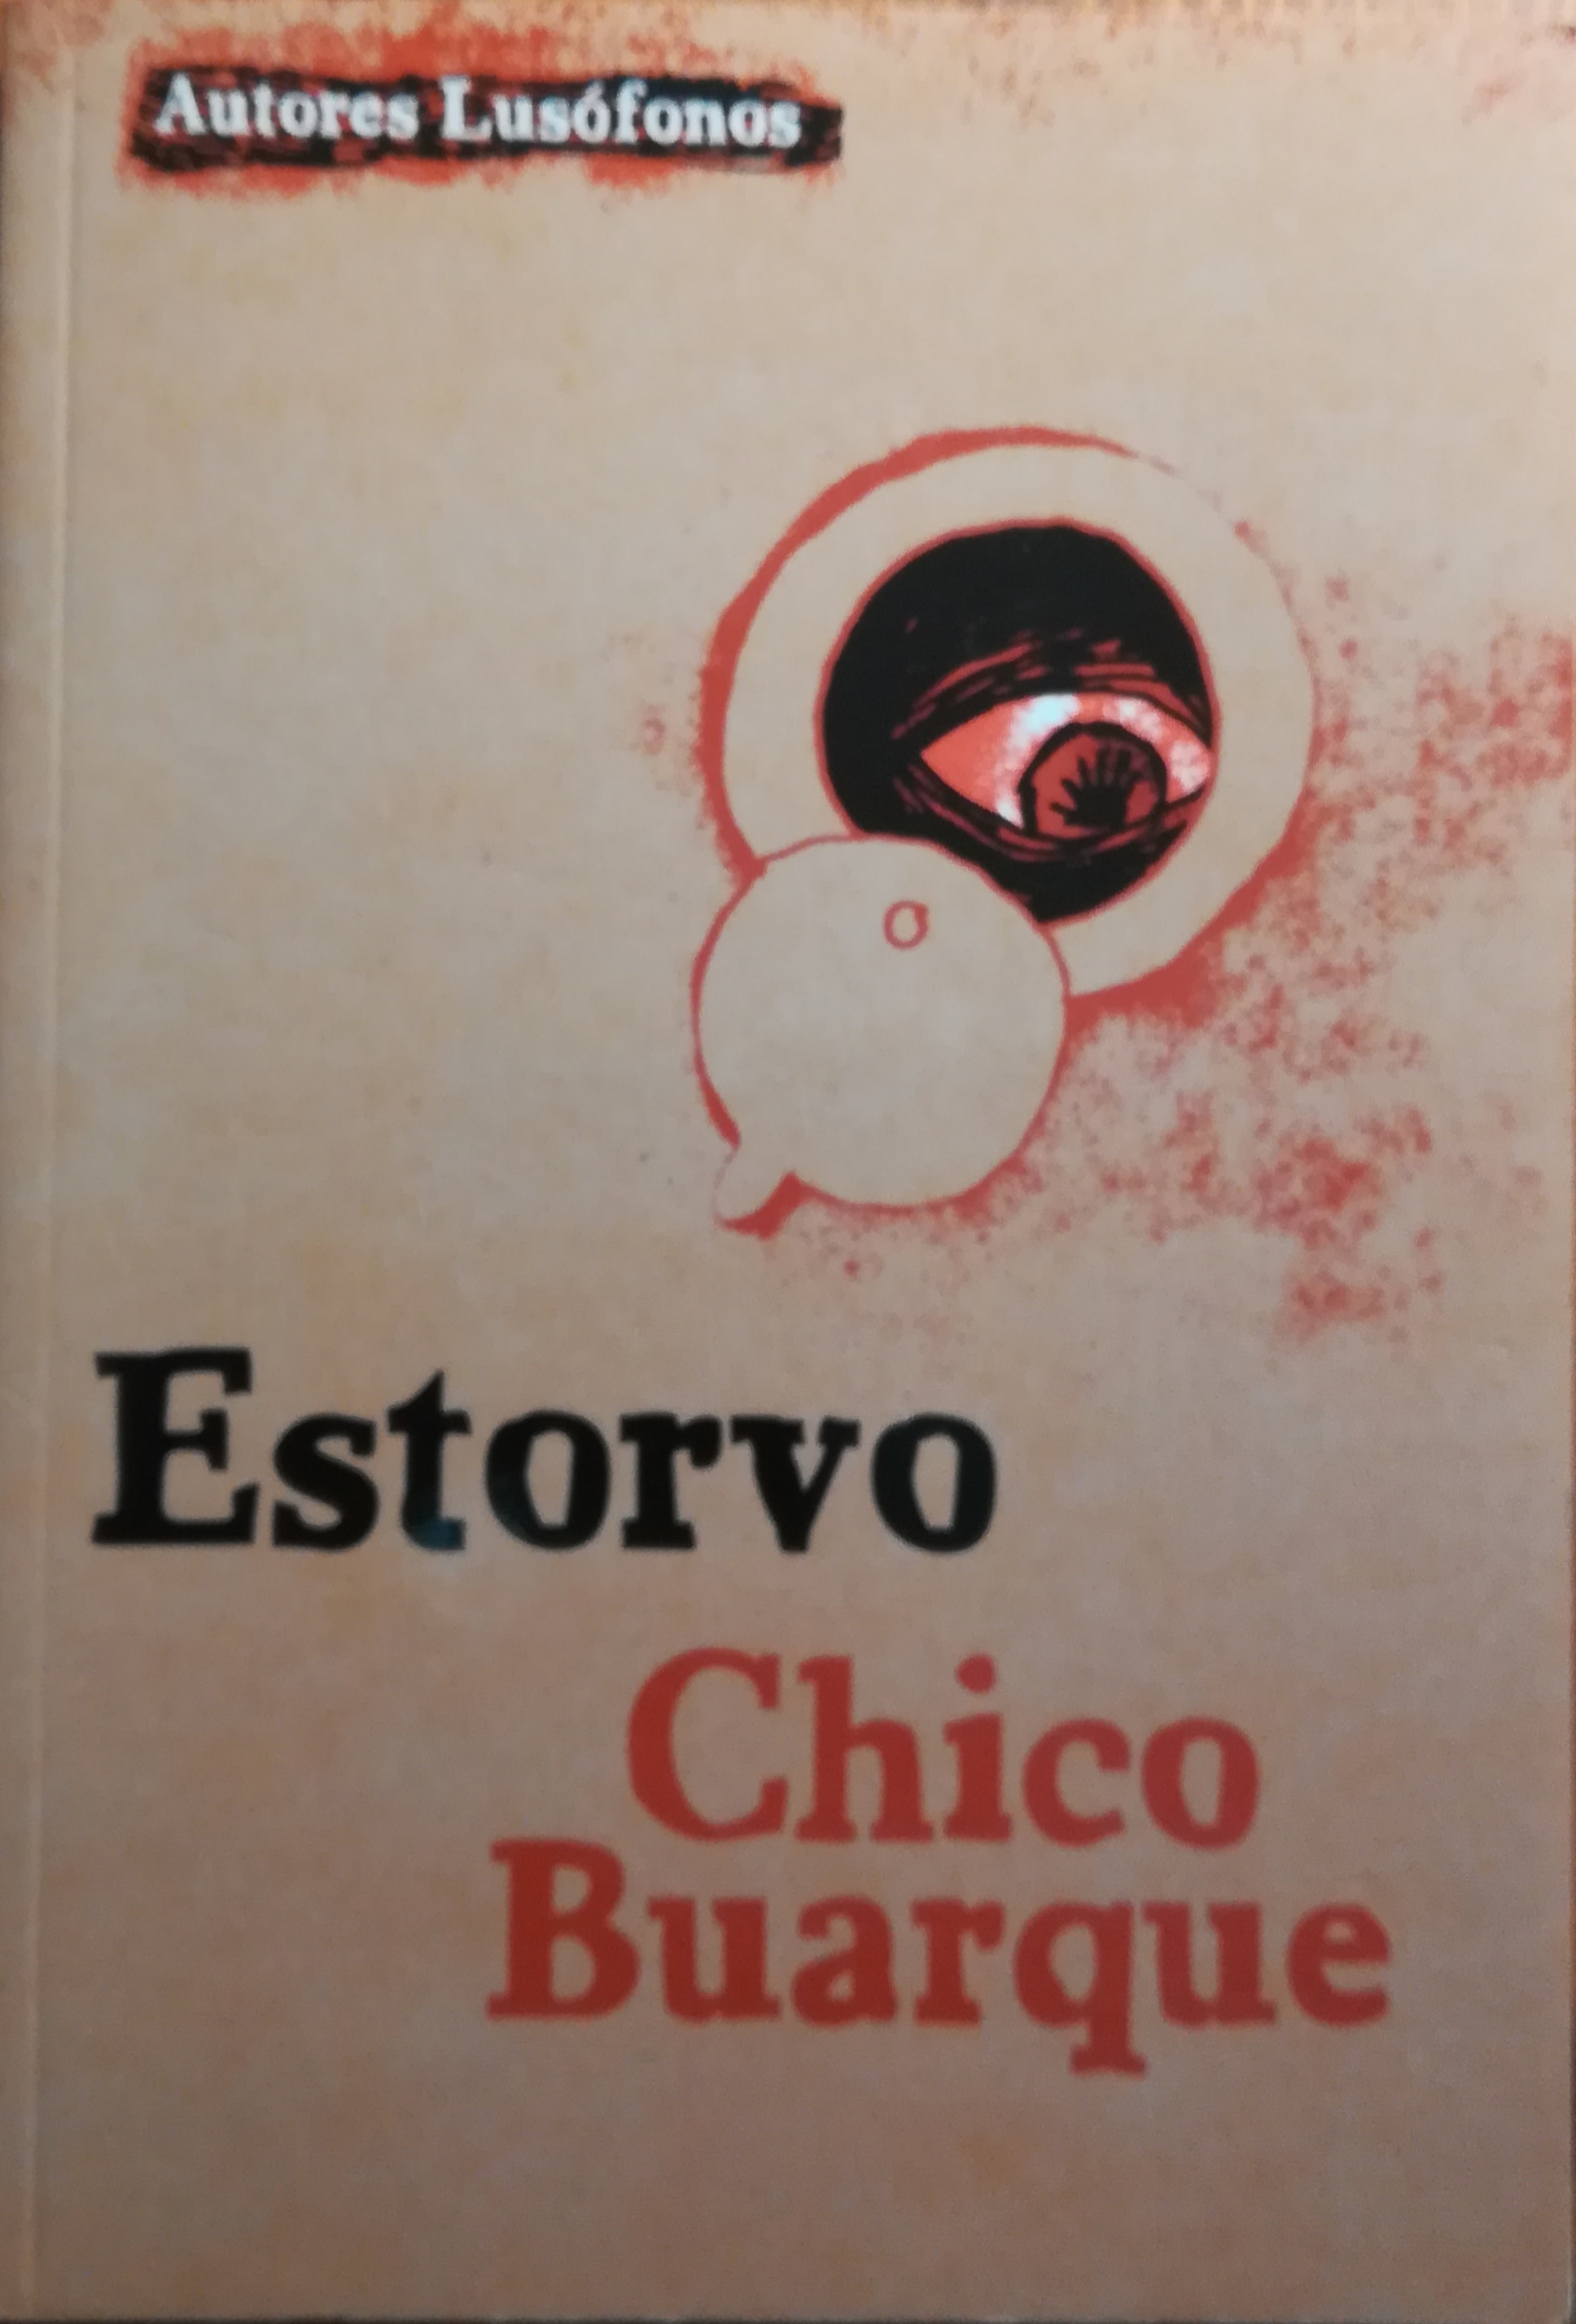 Autores Lusófonos
Estorvo
Chico
Buarque